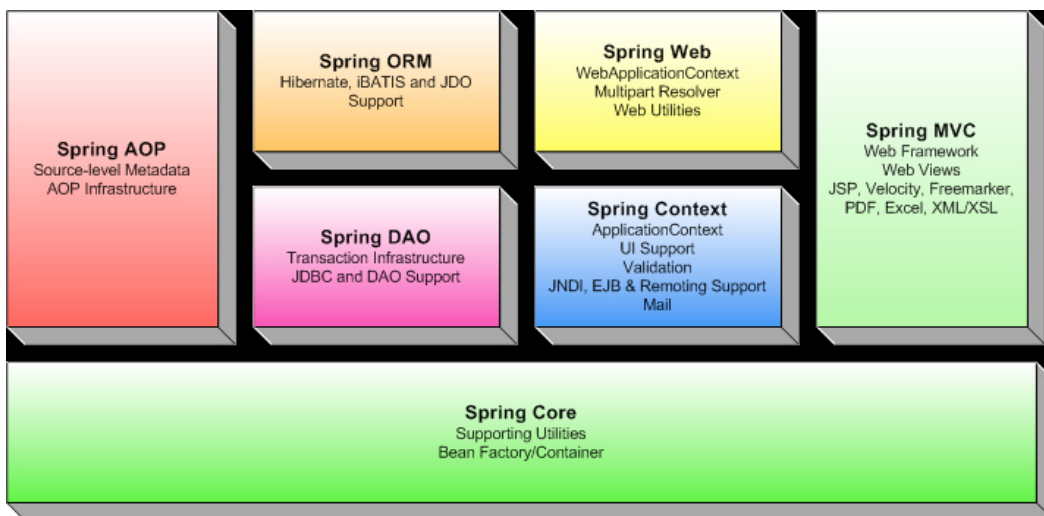 Spring AOP
Source-level Metadata
AOP Infrastructure
Spring ORM
Hibernate, iBATIS and JDO
Support
Spring Web
WebApplicationContext
Multipart Resolver
Web Utilities
Spring MVC
Web Framework
Web Views
JSP, Velocity, Freemarker,
PDF, Excel, XML/XSL
Spring DAO
Transaction Infrastructure
JDBC and DAO Support
Spring Context
ApplicationContext
UI Support
Validation
JNDI, EJB & Remoting Support
Mail
Spring Core
Supporting Utilities
Bean Factory/Container